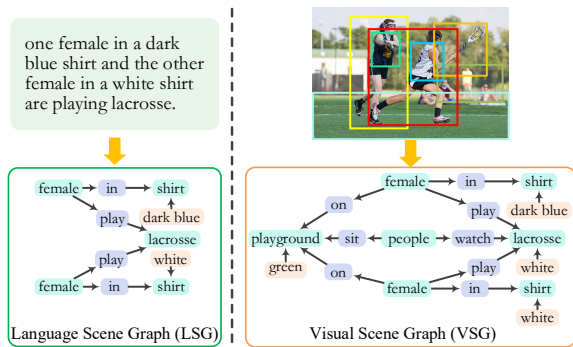 one female in a dark
blue shirt and the other
female in a white shirt
are playing lacrosse.
female in shirt
play dark blue
lacrosse
play white
female in shirt
Language Scene Graph (LSG)
female in shirt
on play dark blue
playground sit people watch lacrosse
green on play white
female in shirt
white
Visual Scene Graph (VSG)